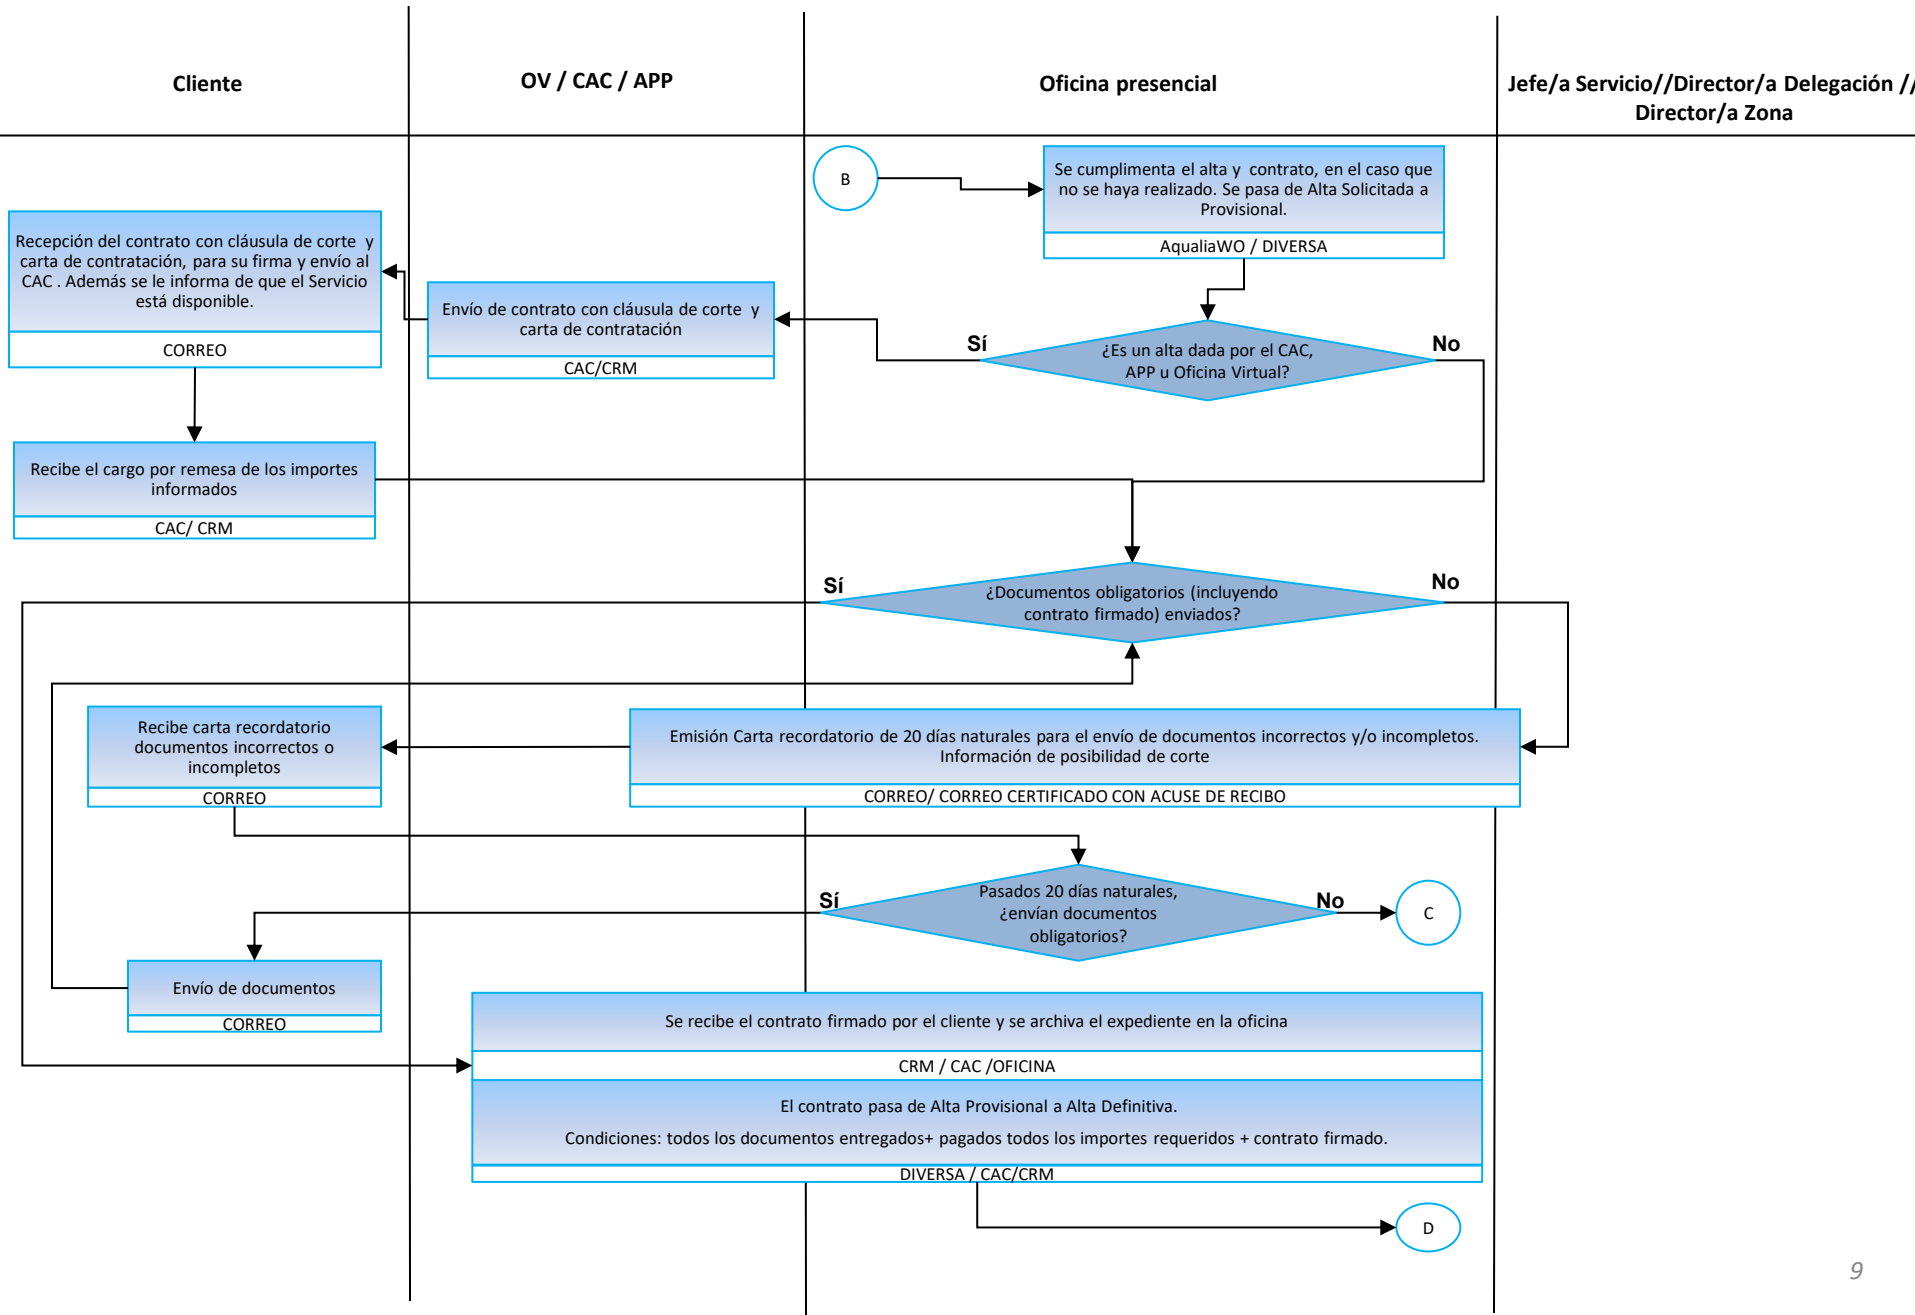 Cliente
OV / CAC / APP
Oficina presencial
Jefe/a Servicio//Director/a Delegación //
Director/a Zona
B
Se cumplimenta el alta y contrato, en el caso que
no se haya realizado. Se pasa de Alta Solicitada a
Provisional.
AqualiaWO / DIVERSA
Recepción del contrato con cláusula de corte y
carta de contratación, para su firma y envío al
CAC . Además se le informa de que el Servicio
está disponible.
CORREO
Envío de contrato con cláusula de corte y
carta de contratación
CAC/CRM
Sí
¿Es un alta dada por el CAC,
APP u Oficina Virtual?
No
Recibe el cargo por remesa de los importes
informados
CAC/ CRM
Sí
¿Documentos obligatorios (incluyendo
contrato firmado) enviados?
No
Recibe carta recordatorio
documentos incorrectos o
incompletos
CORREO
Emisión Carta recordatorio de 20 días naturales para el envío de documentos incorrectos y/o incompletos.
Información de posibilidad de corte
CORREO/ CORREO CERTIFICADO CON ACUSE DE RECIBO
Sí
Pasados 20 días naturales,
¿envían documentos
obligatorios?
No
C
Envío de documentos
CORREO
Se recibe el contrato firmado por el cliente y se archiva el expediente en la oficina
CRM / CAC /OFICINA
El contrato pasa de Alta Provisional a Alta Definitiva.
Condiciones: todos los documentos entregados+ pagados todos los importes requeridos + contrato firmado.
DIVERSA / CAC/CRM
D
9